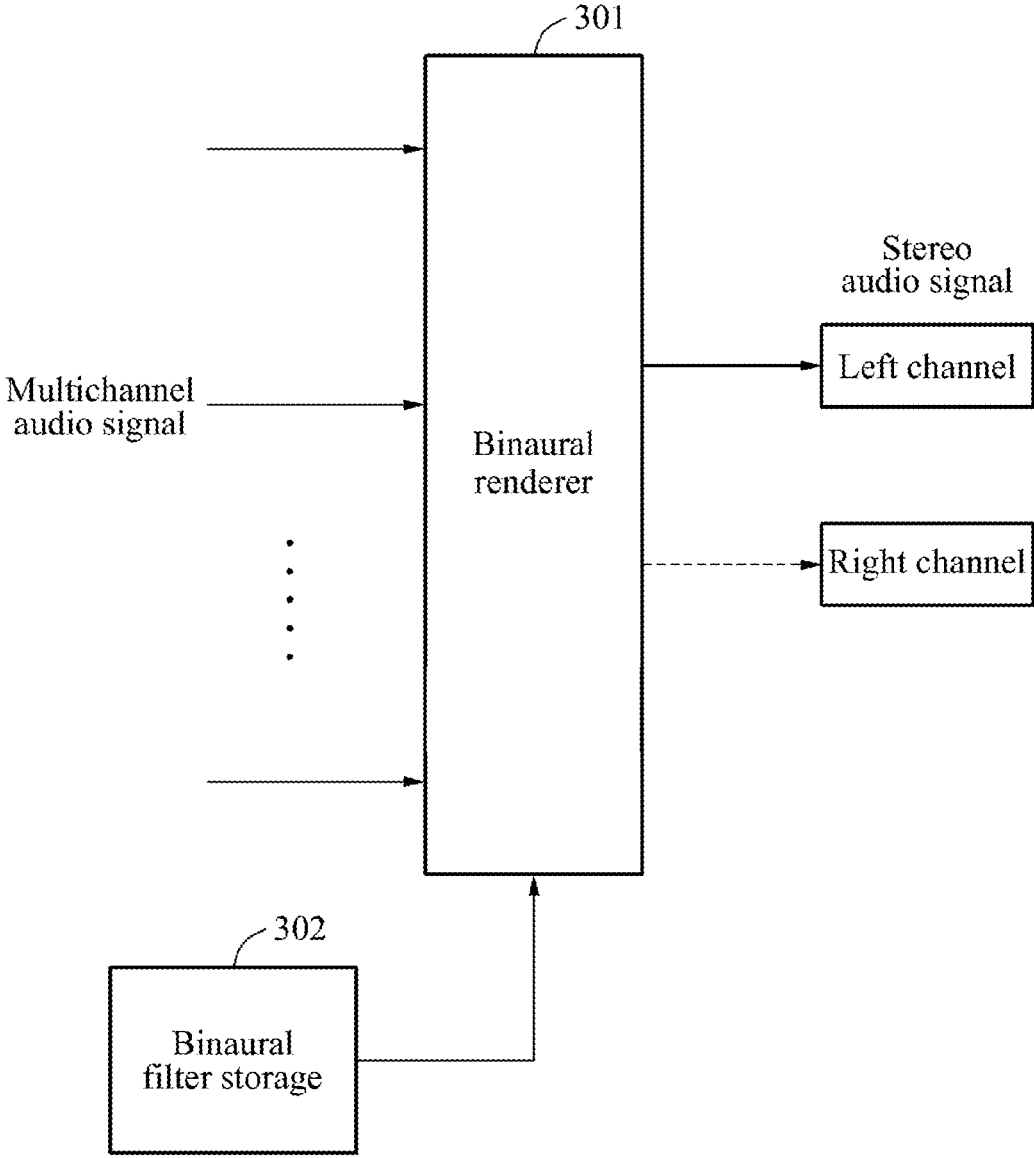 301
Stereo
audio signal
Left channel
Multichannel
audio signal
Binaural
renderer
Right channel
302
Binaural
filter storage